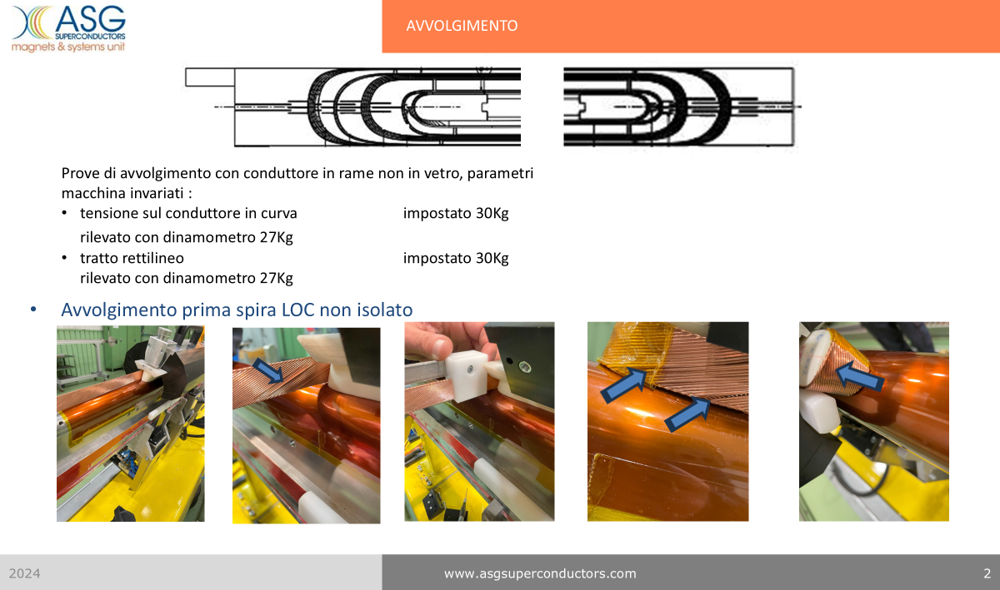 ASG
SUPERCONDUCTORS
magnets & systems unit
AVVOLGIMENTO
Prove di avvolgimento con conduttore in rame non in vetro, parametri
macchina invariati :
• tensione sul conduttore in curva impostato 30Kg
rilevato con dinamometro 27Kg
• tratto rettilineo impostato 30Kg
rilevato con dinamometro 27Kg
• Avvolgimento prima spira LOC non isolato
2024
www.asgsuperconductors.com
2